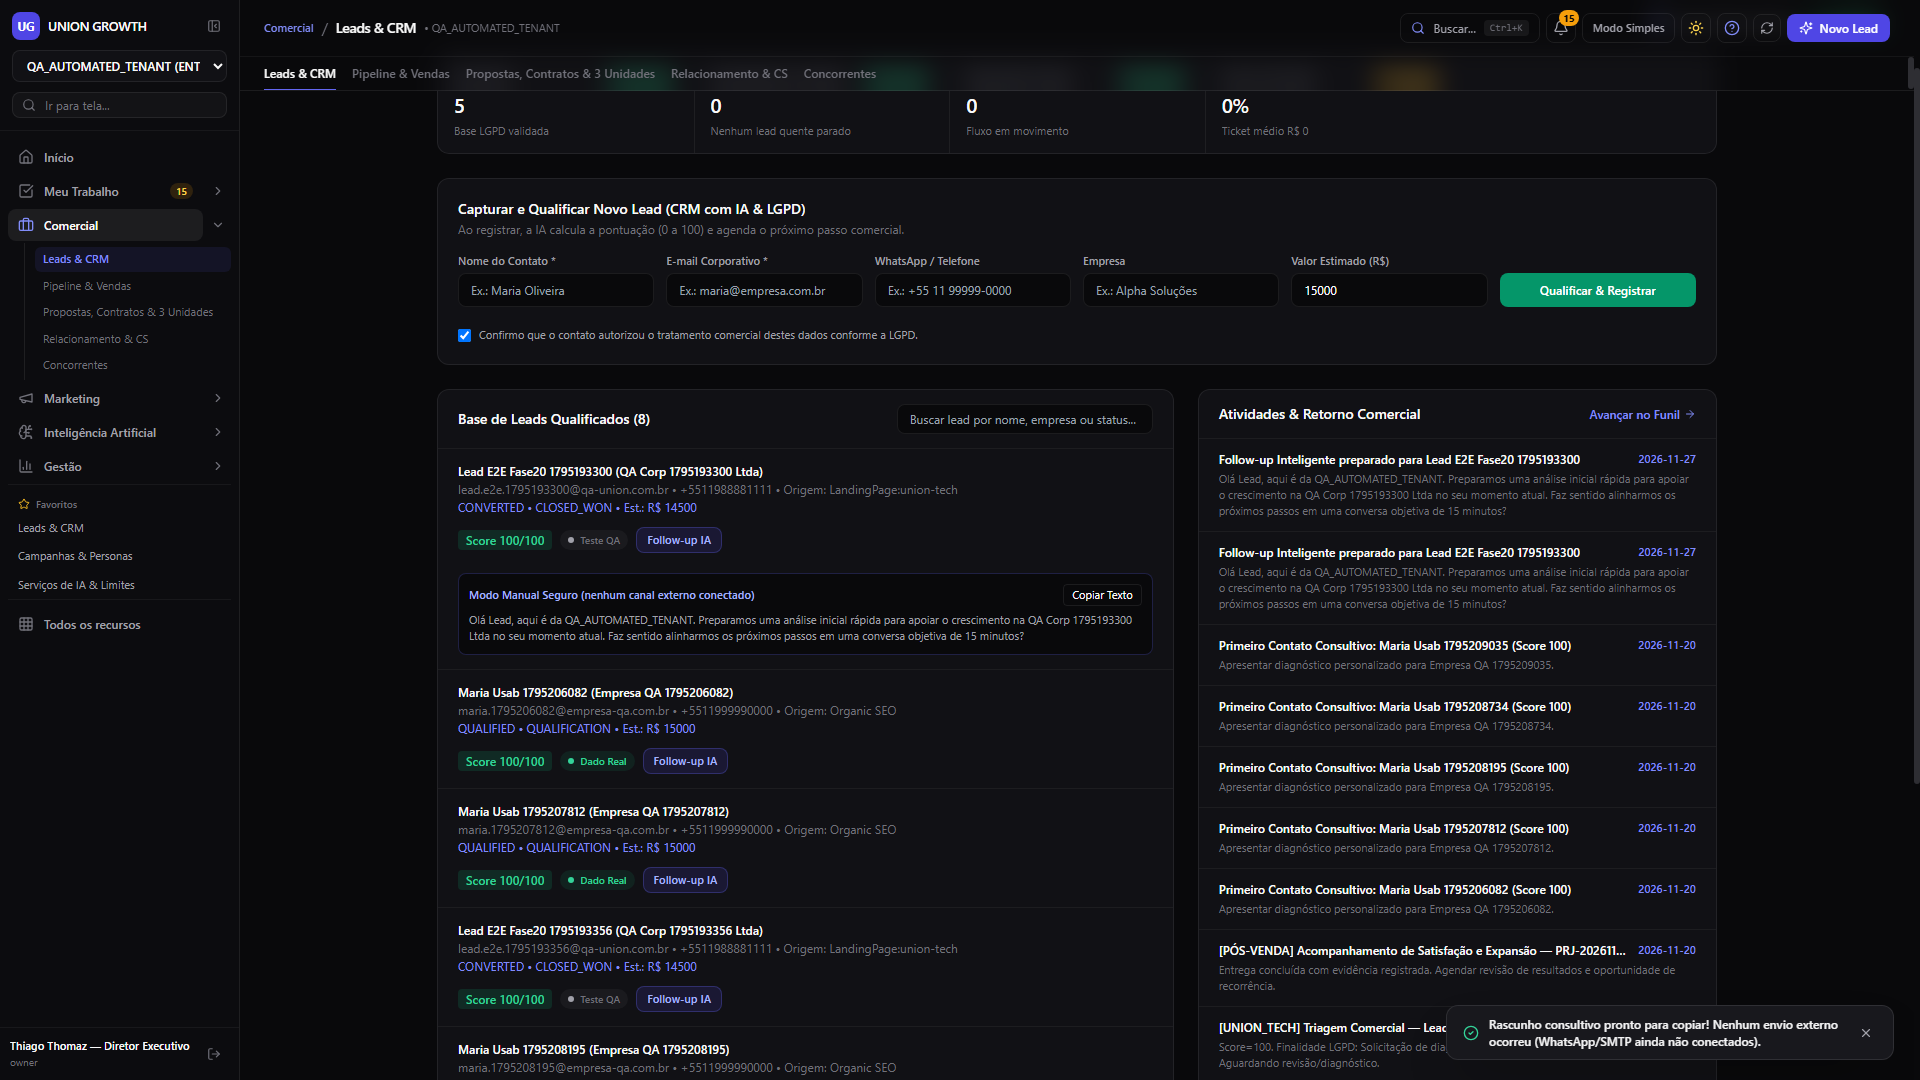 UG UNION GROWTH
QA_AUTOMATED_TENANT (ENT
Ir para tela...
Início
Meu Trabalho 15
Comercial
Leads & CRM
Pipeline & Vendas
Propostas, Contratos & 3 Unidades
Relacionamento & CS
Concorrentes
Marketing
Inteligência Artificial
Gestão
Favoritos
Leads & CRM
Campanhas & Personas
Serviços de IA & Limites
Todos os recursos
Thiago Thomaz — Diretor Executivo
owner
Comercial / Leads & CRM • QA_AUTOMATED_TENANT
Buscar... Ctrl+K
15
Modo Simples
Novo Lead
Leads & CRM Pipeline & Vendas Propostas, Contratos & 3 Unidades Relacionamento & CS Concorrentes
5 0 0 0%
Base LGPD validada Nenhum lead quente parado Fluxo em movimento Ticket médio R$ 0
Capturar e Qualificar Novo Lead (CRM com IA & LGPD)
Ao registrar, a IA calcula a pontuação (0 a 100) e agenda o próximo passo comercial.
Nome do Contato * E-mail Corporativo * WhatsApp / Telefone Empresa Valor Estimado (R$)
Ex.: Maria Oliveira Ex.: maria@empresa.com.br Ex.: +55 11 99999-0000 Ex.: Alpha Soluções 15000 Qualificar & Registrar
Confirmo que o contato autorizou o tratamento comercial destes dados conforme a LGPD.
Base de Leads Qualificados (8)
Buscar lead por nome, empresa ou status...
Lead E2E Fase20 1795193300 (QA Corp 1795193300 Ltda)
lead.e2e.1795193300@qa-union.com.br • +5511988881111 • Origem: LandingPage:union-tech
CONVERTED • CLOSED_WON • Est.: R$ 14500
Score 100/100 Teste QA Follow-up IA
Modo Manual Seguro (nenhum canal externo conectado) Copiar Texto
Olá Lead, aqui é da QA_AUTOMATED_TENANT. Preparamos uma análise inicial rápida para apoiar o crescimento na QA Corp 1795193300
Ltda no seu momento atual. Faz sentido alinharmos os próximos passos em uma conversa objetiva de 15 minutos?
Maria Usab 1795206082 (Empresa QA 1795206082)
maria.1795206082@empresa-qa.com.br • +5511999990000 • Origem: Organic SEO
QUALIFIED • QUALIFICATION • Est.: R$ 15000
Score 100/100 Dado Real Follow-up IA
Maria Usab 1795207812 (Empresa QA 1795207812)
maria.1795207812@empresa-qa.com.br • +5511999990000 • Origem: Organic SEO
QUALIFIED • QUALIFICATION • Est.: R$ 15000
Score 100/100 Dado Real Follow-up IA
Lead E2E Fase20 1795193356 (QA Corp 1795193356 Ltda)
lead.e2e.1795193356@qa-union.com.br • +5511988881111 • Origem: LandingPage:union-tech
CONVERTED • CLOSED_WON • Est.: R$ 14500
Score 100/100 Teste QA Follow-up IA
Maria Usab 1795208195 (Empresa QA 1795208195)
maria.1795208195@empresa-qa.com.br • +5511999990000 • Origem: Organic SEO
Atividades & Retorno Comercial
Avançar no Funil
Follow-up Inteligente preparado para Lead E2E Fase20 1795193300 2026-11-27
Olá Lead, aqui é da QA_AUTOMATED_TENANT. Preparamos uma análise inicial rápida para apoiar
o crescimento na QA Corp 1795193300 Ltda no seu momento atual. Faz sentido alinharmos os
próximos passos em uma conversa objetiva de 15 minutos?
Follow-up Inteligente preparado para Lead E2E Fase20 1795193300 2026-11-27
Olá Lead, aqui é da QA_AUTOMATED_TENANT. Preparamos uma análise inicial rápida para apoiar
o crescimento na QA Corp 1795193300 Ltda no seu momento atual. Faz sentido alinharmos os
próximos passos em uma conversa objetiva de 15 minutos?
Primeiro Contato Consultivo: Maria Usab 1795209035 (Score 100) 2026-11-20
Apresentar diagnóstico personalizado para Empresa QA 1795209035.
Primeiro Contato Consultivo: Maria Usab 1795208734 (Score 100) 2026-11-20
Apresentar diagnóstico personalizado para Empresa QA 1795208734.
Primeiro Contato Consultivo: Maria Usab 1795208195 (Score 100) 2026-11-20
Apresentar diagnóstico personalizado para Empresa QA 1795208195.
Primeiro Contato Consultivo: Maria Usab 1795207812 (Score 100) 2026-11-20
Apresentar diagnóstico personalizado para Empresa QA 1795207812.
Primeiro Contato Consultivo: Maria Usab 1795206082 (Score 100) 2026-11-20
Apresentar diagnóstico personalizado para Empresa QA 1795206082.
[PÓS-VENDA] Acompanhamento de Satisfação e Expansão — PRJ-202611... 2026-11-20
Entrega concluída com evidência registrada. Agendar revisão de resultados e oportunidade de
recorrência.
[UNION_TECH] Triagem Comercial — Lead
Score=100. Finalidade LGPD: Solicitação de dia
Aguardando revisão/diagnóstico.
Rascunho consultivo pronto para copiar! Nenhum envio externo
ocorreu (WhatsApp/SMTP ainda não conectados).